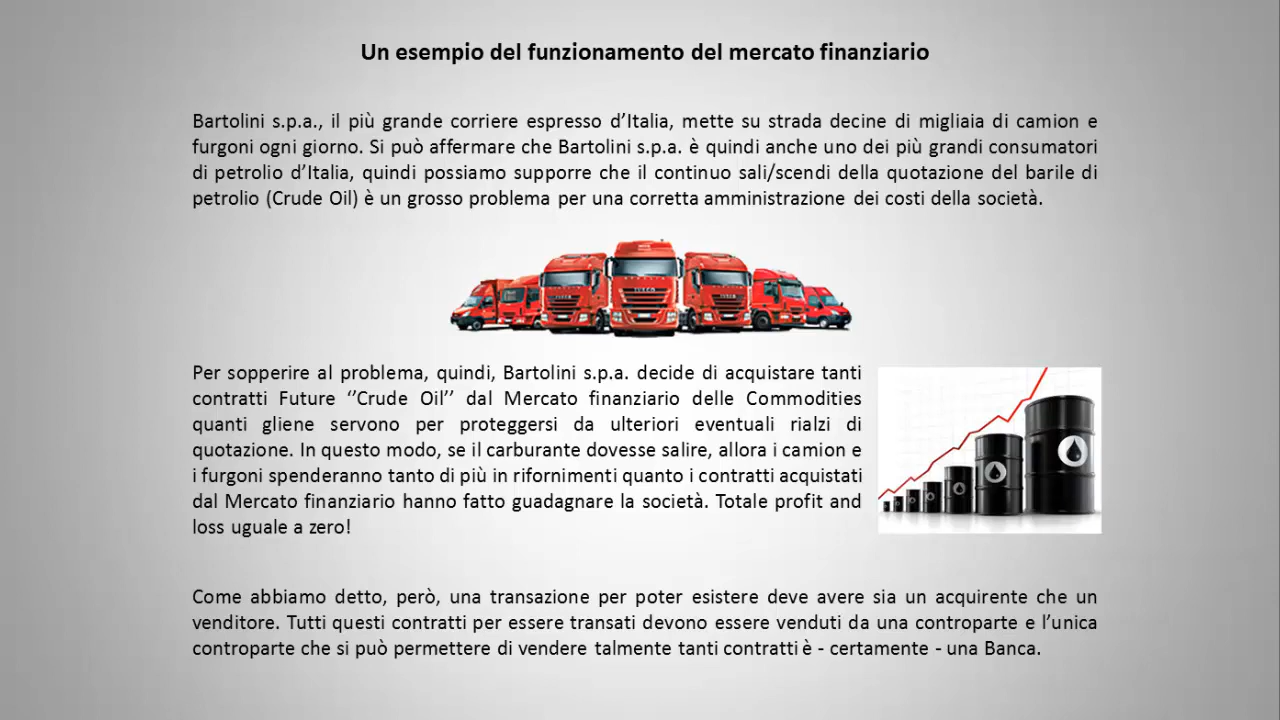 Un esempio del funzionamento del mercato finanziario
Bartolini s.p.a., il più grande corriere espresso d’Italia, mette su strada decine di migliaia di camion e
furgoni ogni giorno. Si può affermare che Bartolini s.p.a. è quindi anche uno dei più grandi consumatori
di petrolio d’Italia, quindi possiamo supporre che il continuo sali/scendi della quotazione del barile di
petrolio (Crude Oil) è un grosso problema per una corretta amministrazione dei costi della società.
Per sopperire al problema, quindi, Bartolini s.p.a. decide di acquistare tanti
contratti Future ‘’Crude Oil’’ dal Mercato finanziario delle Commodities
quanti gliene servono per proteggersi da ulteriori eventuali rialzi di
quotazione. In questo modo, se il carburante dovesse salire, allora i camion e
i furgoni spenderanno tanto di più in rifornimenti quanto i contratti acquistati
dal Mercato finanziario hanno fatto guadagnare la società. Totale profit and
loss uguale a zero!
Come abbiamo detto, però, una transazione per poter esistere deve avere sia un acquirente che un
venditore. Tutti questi contratti per essere transati devono essere venduti da una controparte e l’unica
controparte che si può permettere di vendere talmente tanti contratti è - certamente - una Banca.